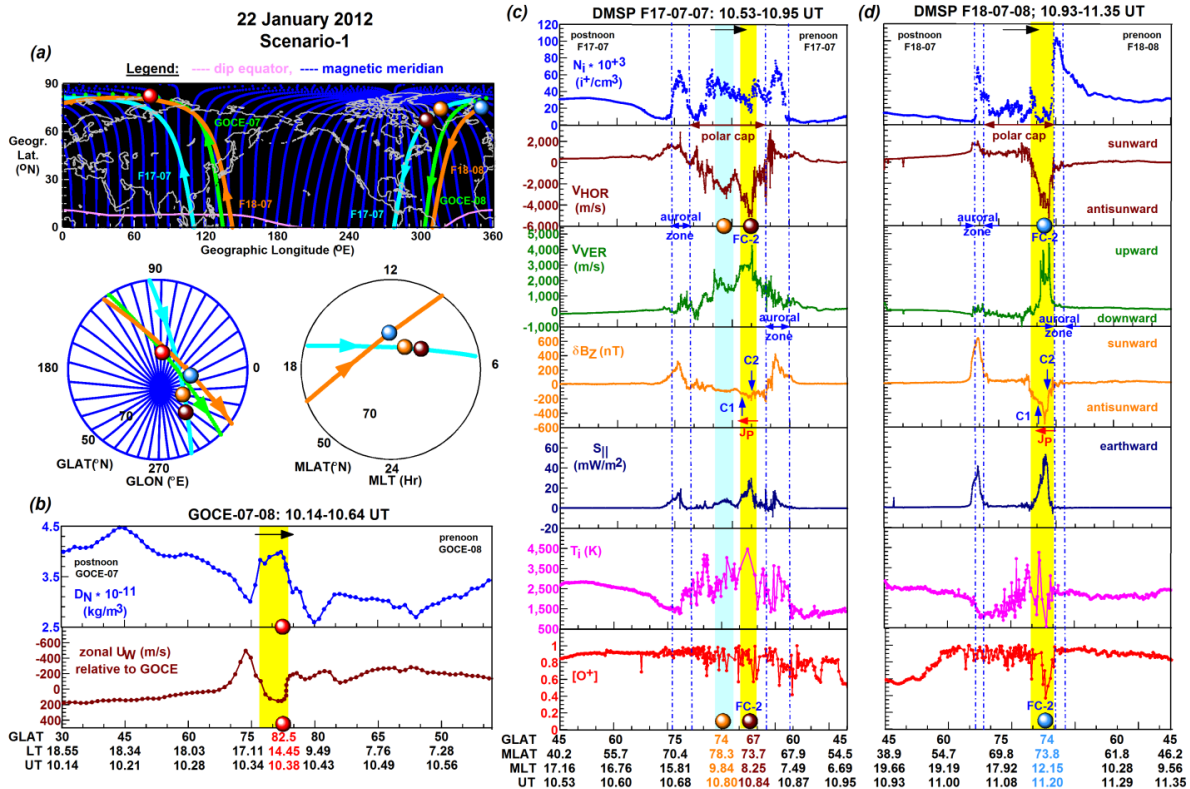 22 January 2012
Scenario-1
(a)
Legend: ---- dip equator, ---- magnetic meridian
90
75
60
Geogr.
Lat.
(ON)
30
0
GOCE-07
F17-07
F18-07
F17-07
F18-08
GOCE-08
0 60 120 180 240 300 360
Geographic Longitude (ºE)
90
180
0
70
50
270
GLAT(ºN)
GLON (ºE)
12
18
6
70
50
24
MLAT(ºN)
MLT (Hr)
(b)
GOCE-07-08: 10.14-10.64 UT
postnoon
GOCE-07
prenoon
GOCE-08
4.5
3.5
2.5
DN * 10-11
(kg/m3)
-600
-400
-200
0
200
400
zonal UW (m/s)
relative to GOCE
GLAT 45 60 75 82.5 80 65 45
LT 18.55 18.34 18.03 17.11 14.45 9.49 7.76 7.28
UT 10.14 10.21 10.28 10.34 10.38 10.43 10.49 10.56
(c)
DMSP F17-07-07: 10.53-10.95 UT
postnoon
F17-07
prenoon
F17-07
120
100
80
60
40
20
0
Ni * 10+3
(i+/cm3)
polar cap
2,000
0
-2,000
-4,000
-6,000
VHOR
(m/s)
auroral
zone
FC-2
5,000
4,000
3,000
2,000
1,000
0
-1,000
VVER
(m/s)
auroral
zone
600
400
200
0
-200
-400
-600
δBZ (nT)
C2
C1
JP
60
40
20
0
-20
S||
(mW/m2)
4,500
3,500
2,500
1,500
500
Ti (K)
1
0.8
0.6
0.4
0.2
0
[O+]
FC-2
GLAT 45 75 74 67 45
MLAT 40.2 55.7 70.4 78.3 73.7 67.9 54.5
MLT 17.16 16.76 15.81 9.84 8.25 7.49 6.69
UT 10.53 10.60 10.68 10.80 10.84 10.87 10.95
(d)
DMSP F18-07-08; 10.93-11.35 UT
postnoon
F18-07
prenoon
F18-08
polar cap
sunward
antisunward
auroral
zone
FC-2
upward
downward
auroral
zone
sunward
C2
C1
antisunward
JP
earthward
FC-2
45 75 74 45
38.9 54.7 69.8 73.8 61.8 46.2
19.66 19.19 17.92 12.15 10.28 9.56
10.93 11.00 11.08 11.20 11.29 11.35